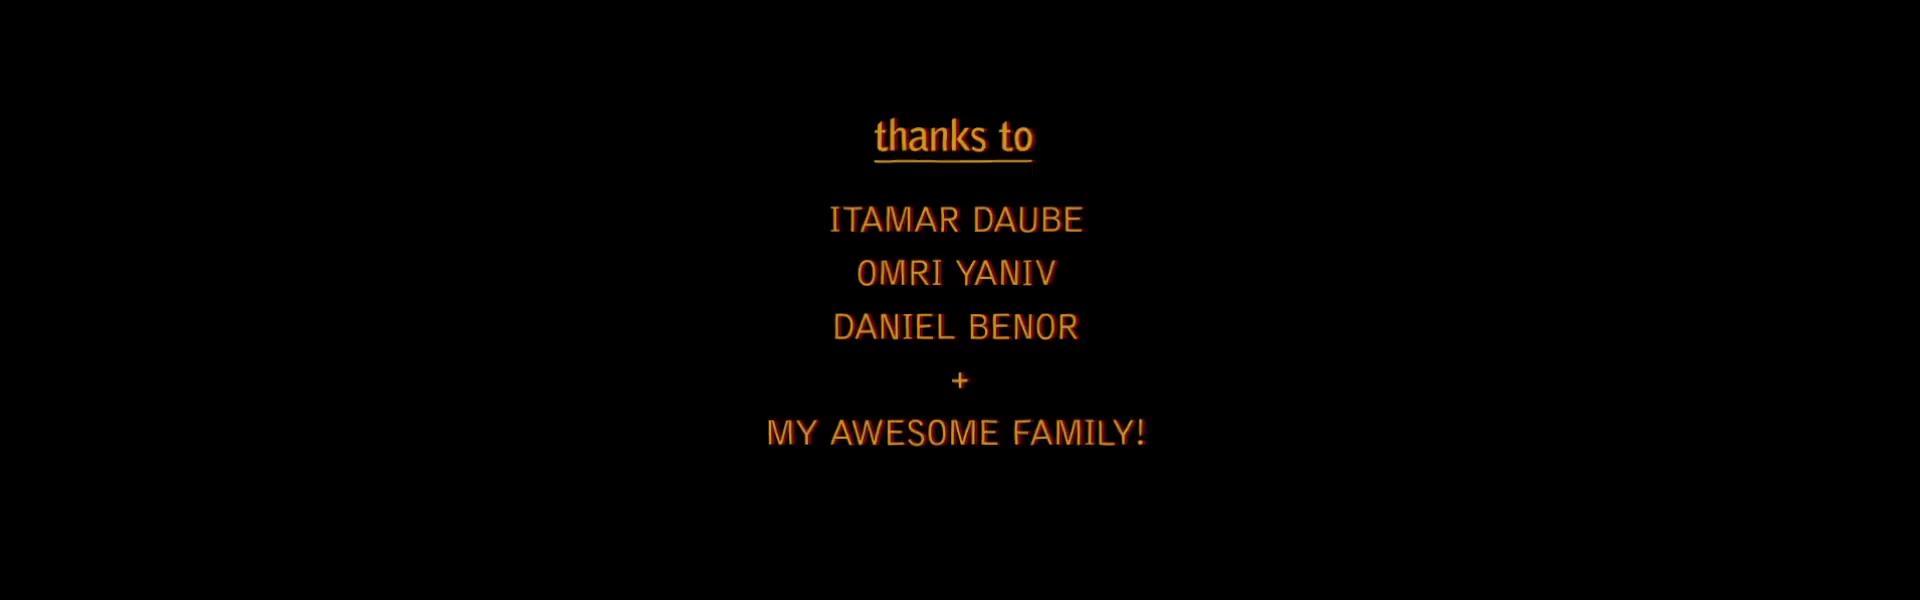 thanks to
ITAMAR DAUBE
OMRI YANIV
DANIEL BENOR
+
MY AWESOME FAMILY!